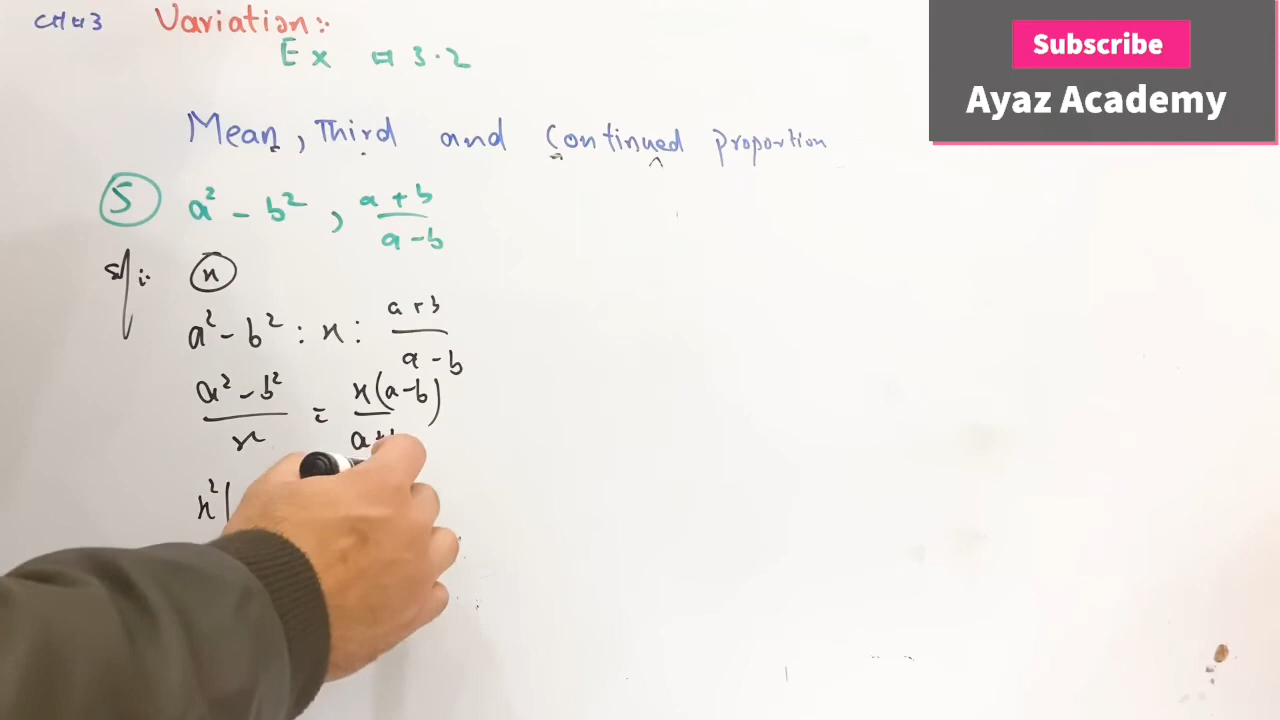 CH # 3 Variation:-
Subscribe
Ayaz Academy
Ex # 3.2
Mean, Third and Continued proportion
5 a² - b² , a + b / a - b
Sol:- x
a² - b² : x : a + b / a - b
a² - b² / x = x(a - b) / a +
x² (